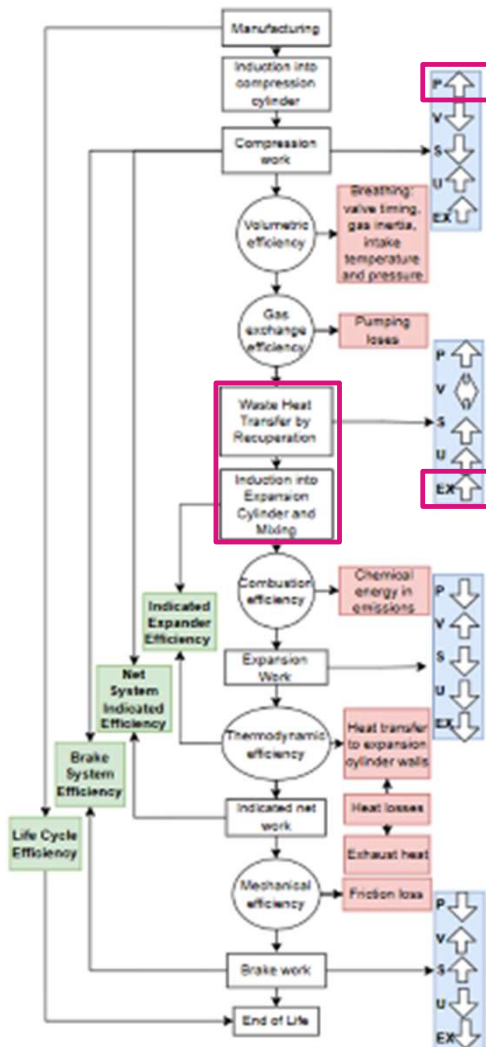 Manufacturing
Induction into
compression
cylinder
P
V
S
U
EX
Compression
work
Breathing:
valve timing,
gas inertia,
intake
temperature
and pressure
Volumetric
efficiency
Gas
exchange
efficiency
Pumping
loses
P
V
S
U
EX
Waste Heat
Transfer by
Recuperation
Induction into
Expansion
Cylinder and
Mixing
Combustion
efficiency
Chemical
energy in
emissions
P
V
S
U
EX
Indicated
Expander
Efficiency
Expansion
Work
Net
System
Indicated
Efficiency
Thermodynamic
efficiency
Heat transfer
to expansion
cylinder walls
Brake
System
Efficiency
Indicated net
work
Heat losses
Life Cycle
Efficiency
Exhaust heat
Mechanical
efficiency
Friction loss
P
V
S
U
EX
Brake work
End of Life